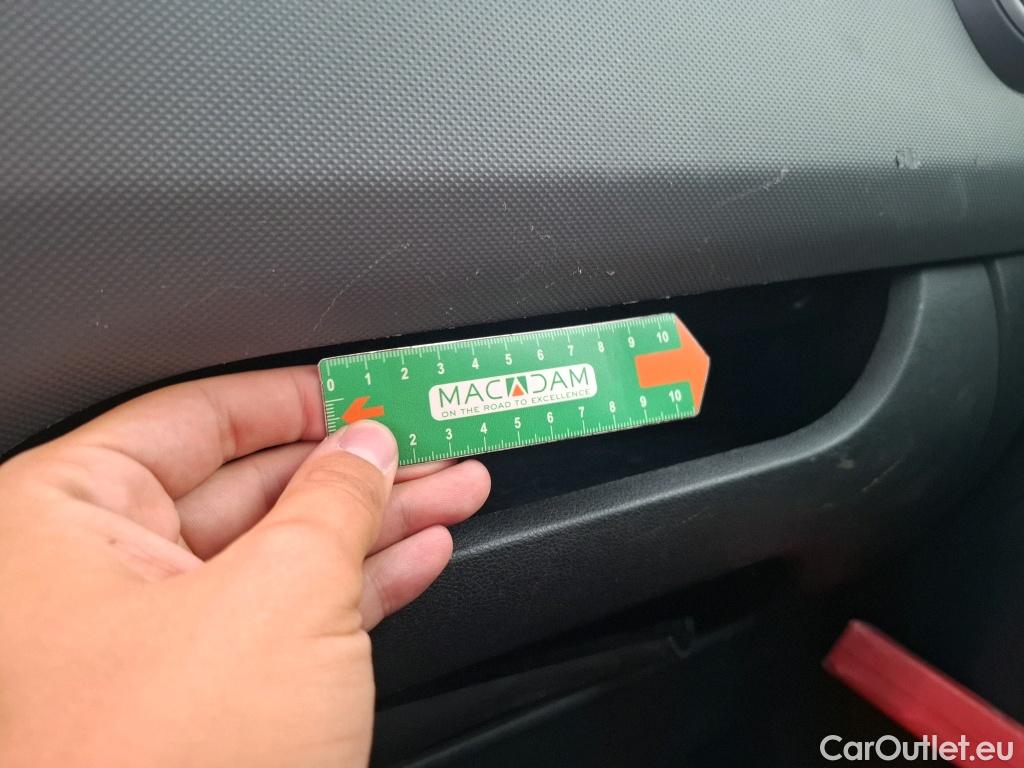 0 1 2 3 4 5 6 7 8 9 10
MACADAM
ON THE ROAD TO EXCELLENCE
2 3 4 5 6 7 8 9 10
CarOutlet.eu